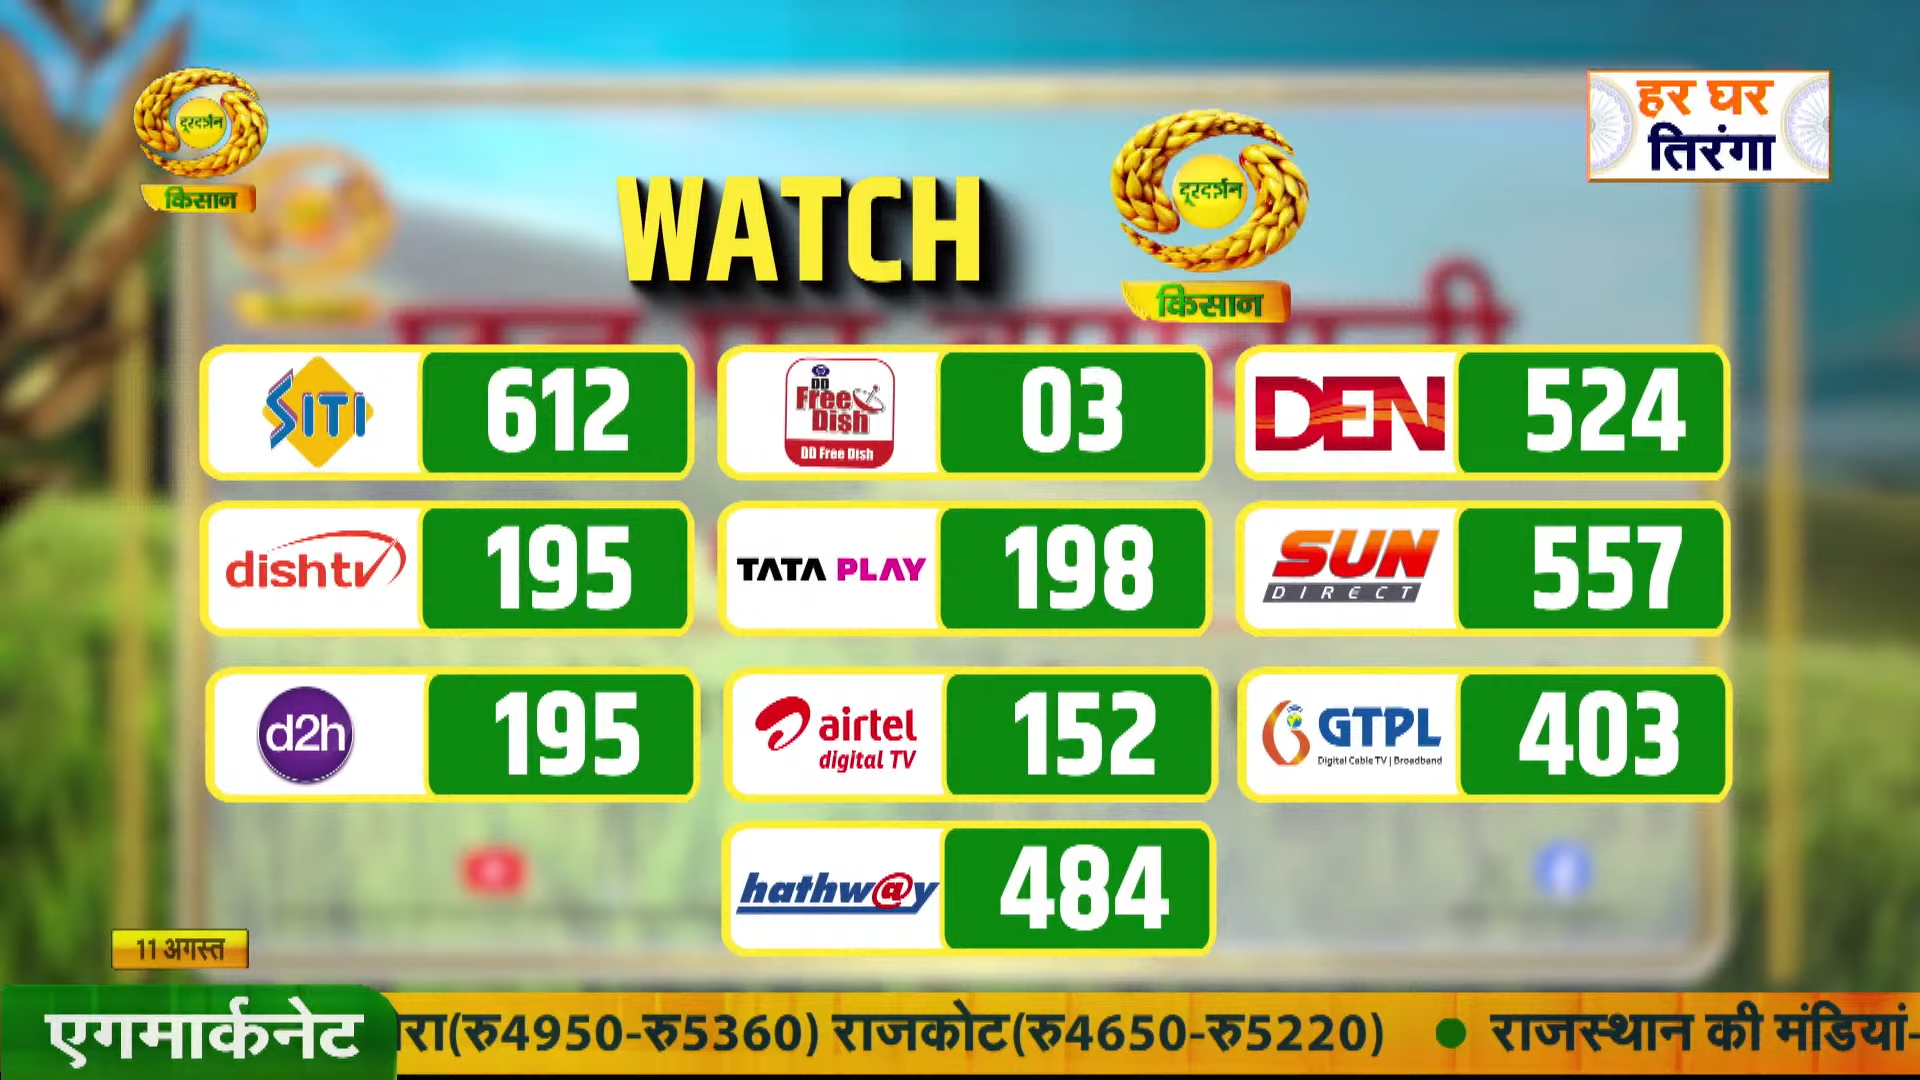 दूरदर्शन
किसान
WATCH
दूरदर्शन
किसान
हर घर
तिरंगा
SITI 612
DD Free Dish
DD Free Dish 03
DEN 524
dishtv 195
TATA PLAY 198
SUN
DIRECT 557
d2h 195
airtel
digital TV 152
GTPL
Digital Cable TV | Broadband 403
hathw@y 484
11 अगस्त
एगमार्कनेट रा(रु4950-रु5360) राजकोट(रु4650-रु5220) ● राजस्थान की मंडियां-